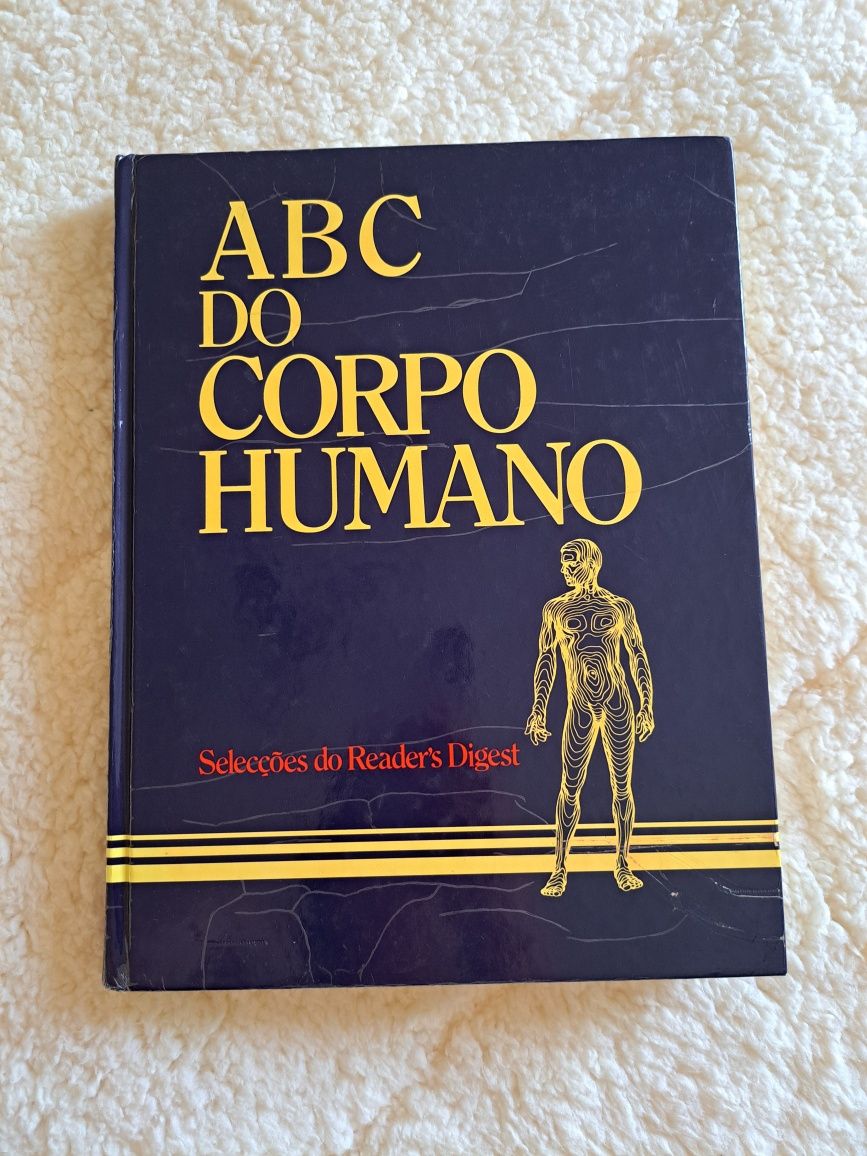 ABC
DO
CORPO
HUMANO
Selecções do Reader's Digest